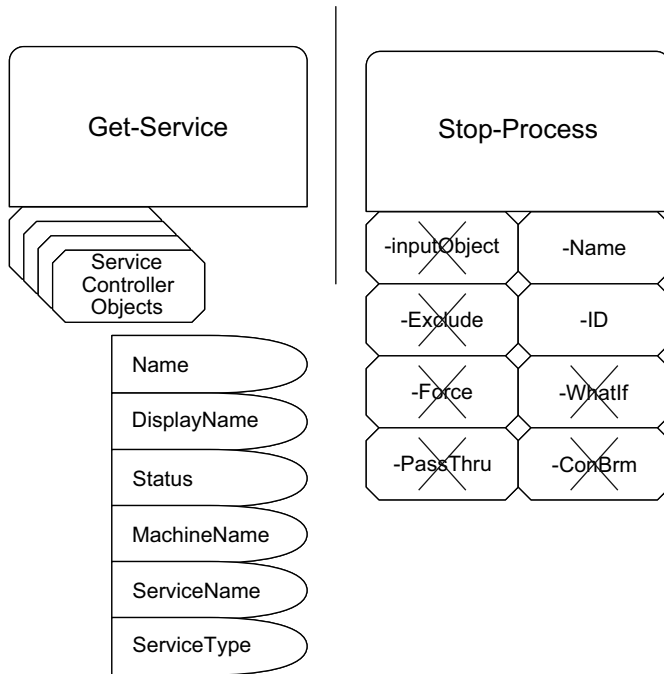 Get-Service
Service
Controller
Objects
Name
DisplayName
Status
MachineName
ServiceName
ServiceType
Stop-Process
-inputObject
-Name
-Exclude
-ID
-Force
-WhatIf
-PassThru
-ConBrm